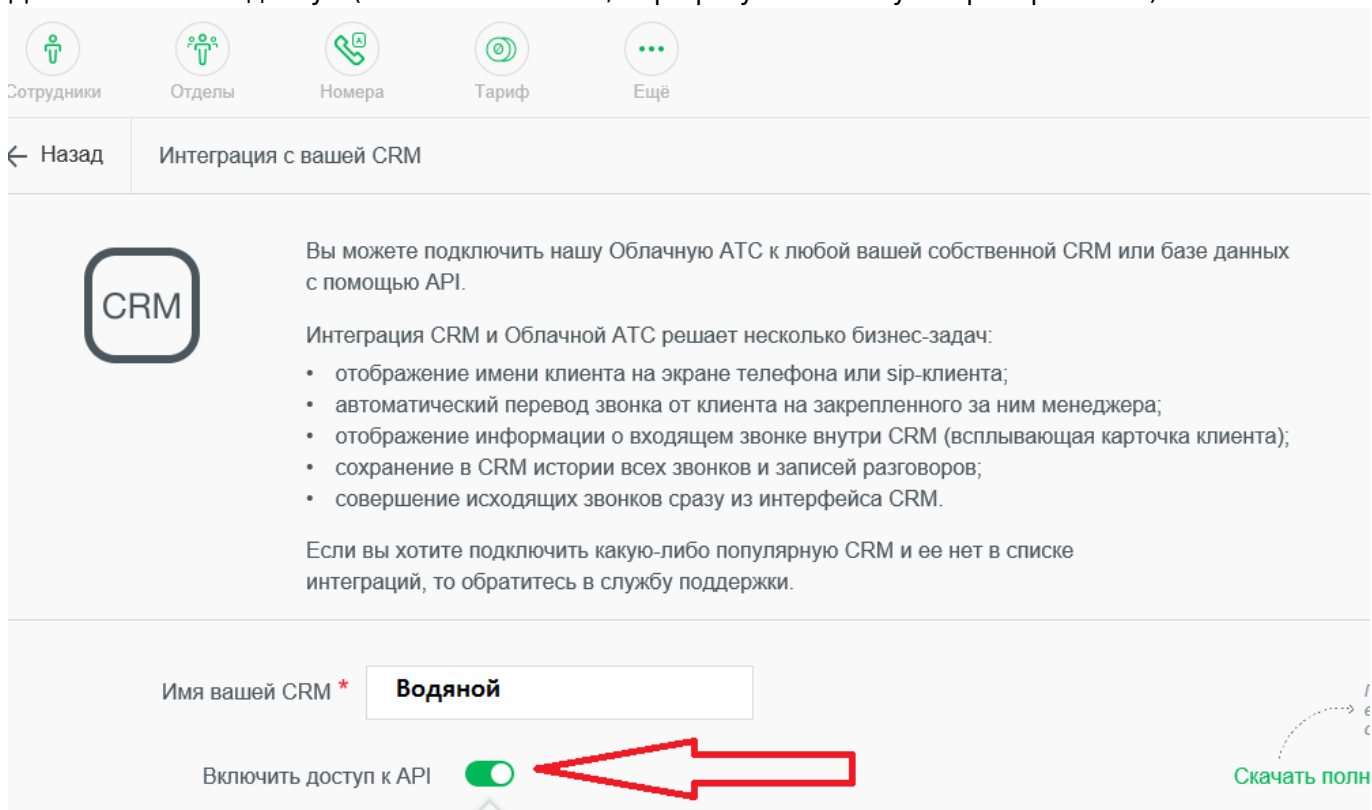 Сотрудники
Отделы
Номера
Тариф
Ещё
← Назад
Интеграция с вашей CRM
CRM
Вы можете подключить нашу Облачную АТС к любой вашей собственной CRM или базе данных
с помощью API.
Интеграция CRM и Облачной АТС решает несколько бизнес-задач:
• отображение имени клиента на экране телефона или sip-клиента;
• автоматический перевод звонка от клиента на закрепленного за ним менеджера;
• отображение информации о входящем звонке внутри CRM (всплывающая карточка клиента);
• сохранение в CRM истории всех звонков и записей разговоров;
• совершение исходящих звонков сразу из интерфейса CRM.
Если вы хотите подключить какую-либо популярную CRM и ее нет в списке
интеграций, то обратитесь в службу поддержки.
Имя вашей CRM *
Водяной
Включить доступ к API
Скачать полн